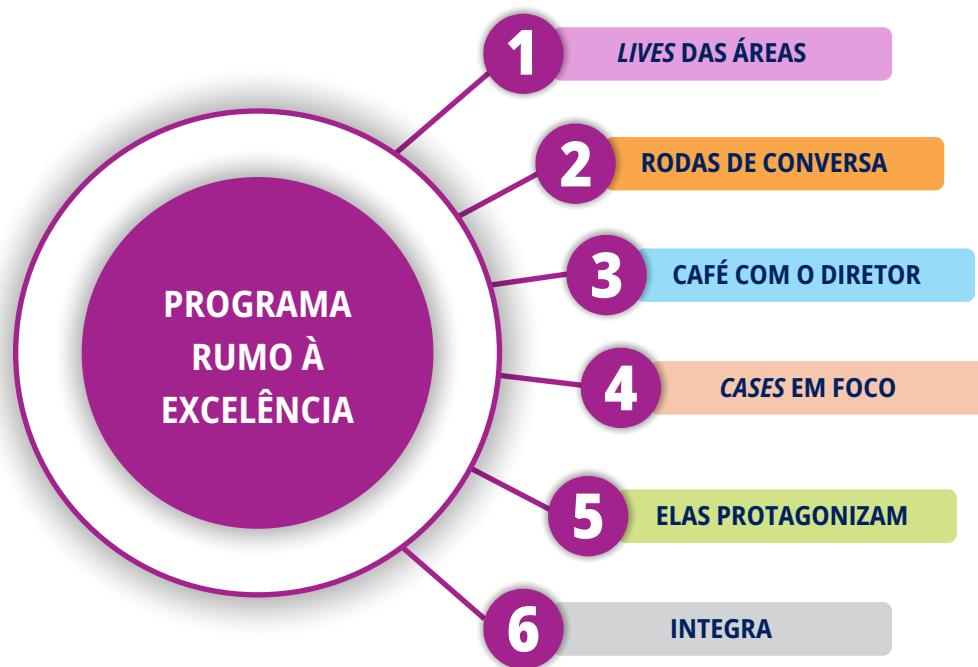 PROGRAMA
RUMO À
EXCELÊNCIA
1
LIVES DAS ÁREAS
2
RODAS DE CONVERSA
3
CAFÉ COM O DIRETOR
4
CASES EM FOCO
5
ELAS PROTAGONIZAM
6
INTEGRA